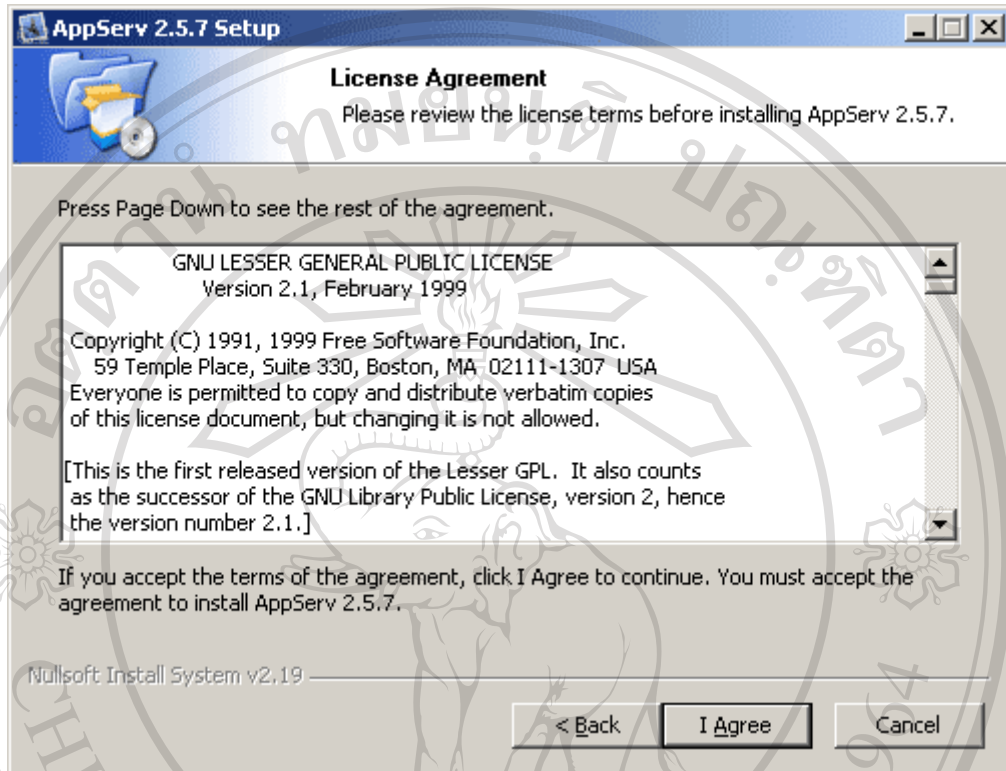 AppServ 2.5.7 Setup
License Agreement
Please review the license terms before installing AppServ 2.5.7.
Press Page Down to see the rest of the agreement.
GNU LESSER GENERAL PUBLIC LICENSE
Version 2.1, February 1999
Copyright (C) 1991, 1999 Free Software Foundation, Inc.
59 Temple Place, Suite 330, Boston, MA 02111-1307 USA
Everyone is permitted to copy and distribute verbatim copies
of this license document, but changing it is not allowed.
[This is the first released version of the Lesser GPL. It also counts
as the successor of the GNU Library Public License, version 2, hence
the version number 2.1.]
If you accept the terms of the agreement, click I Agree to continue. You must accept the
agreement to install AppServ 2.5.7.
Nullsoft Install System v2.19
< Back
I Agree
Cancel